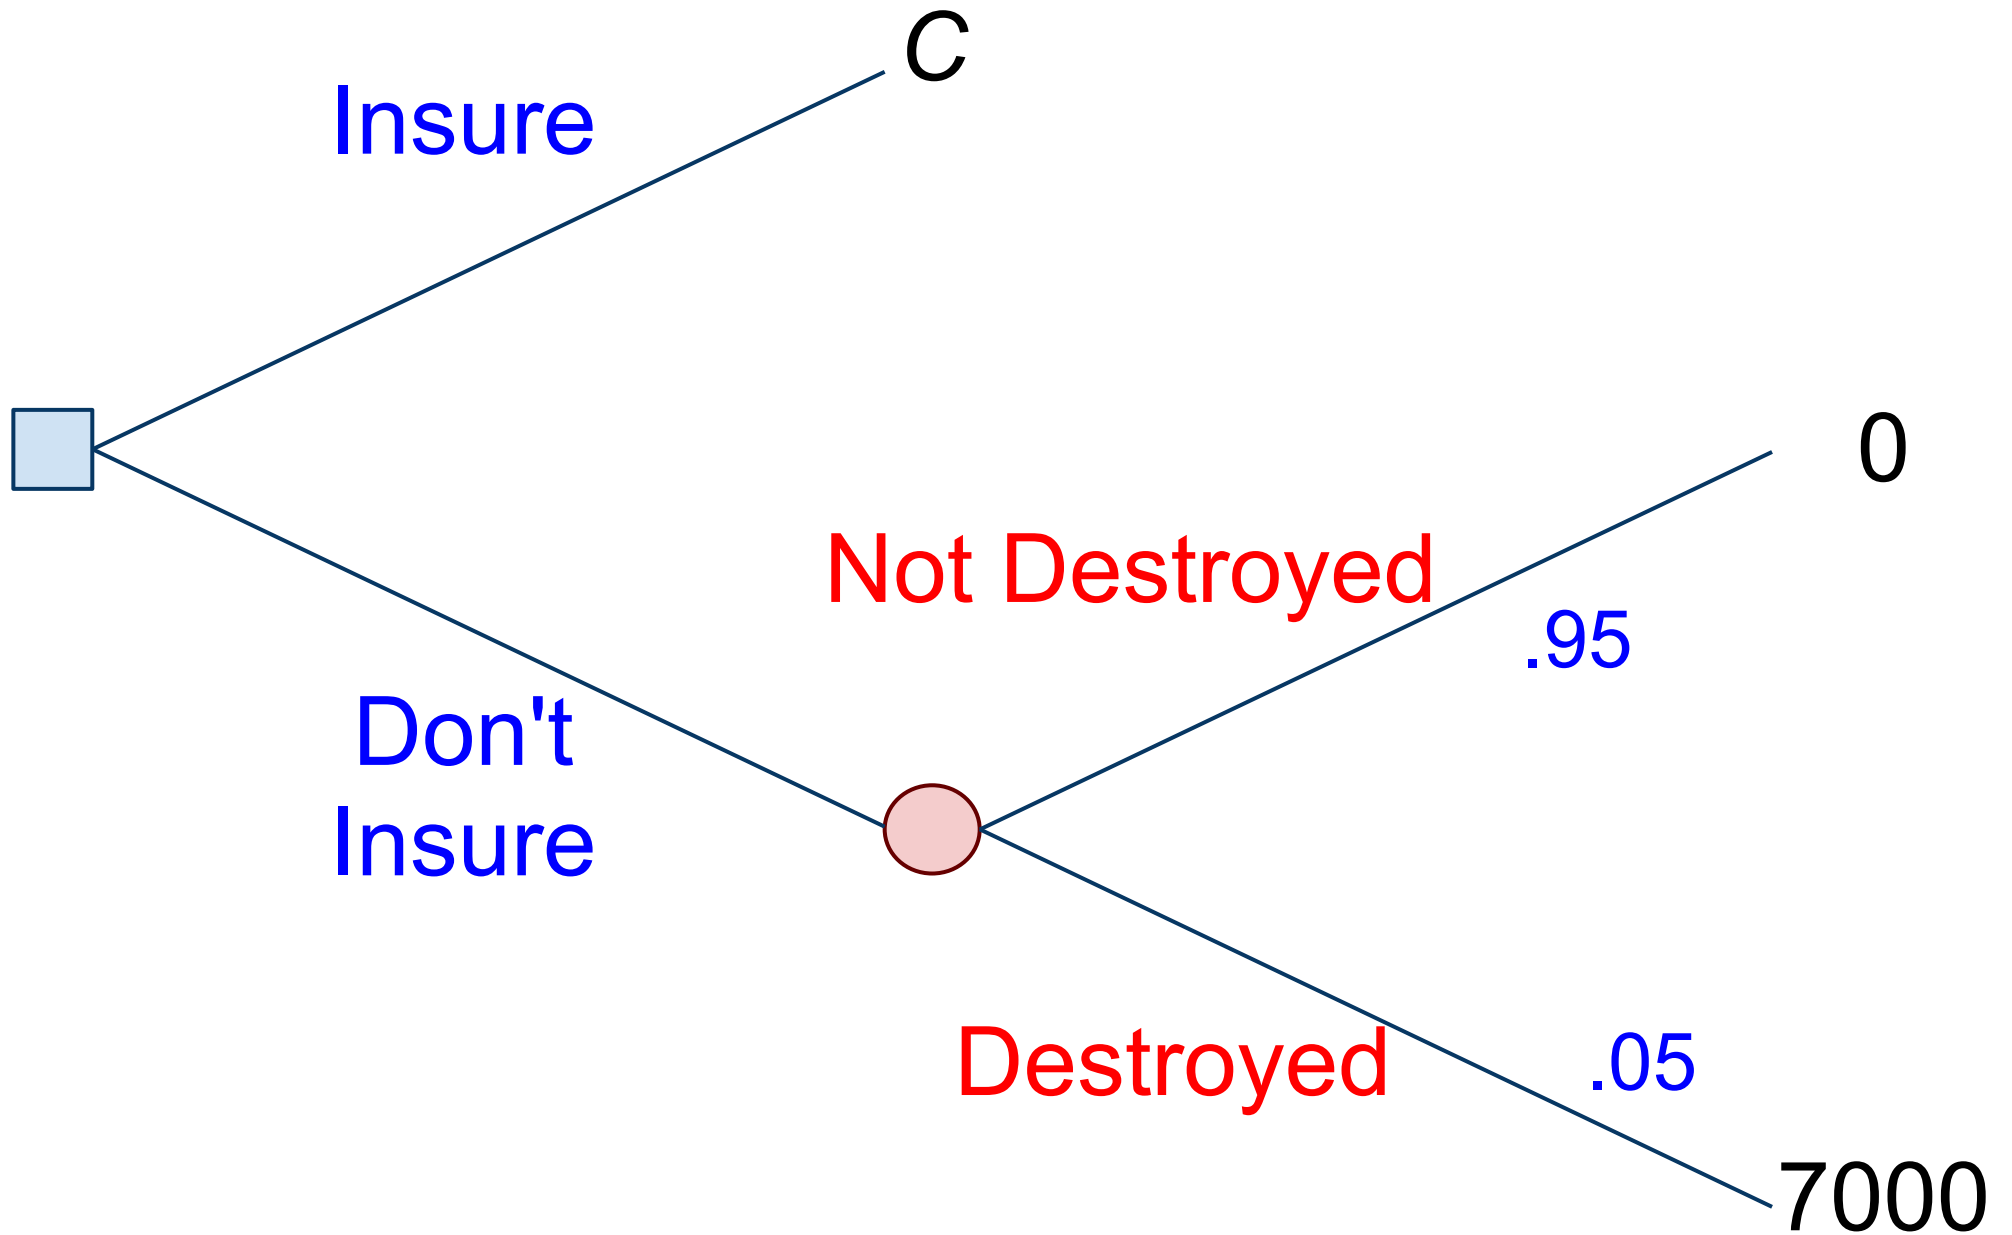 C
Insure
0
Not Destroyed
.95
Don't
Insure
Destroyed
.05
7000